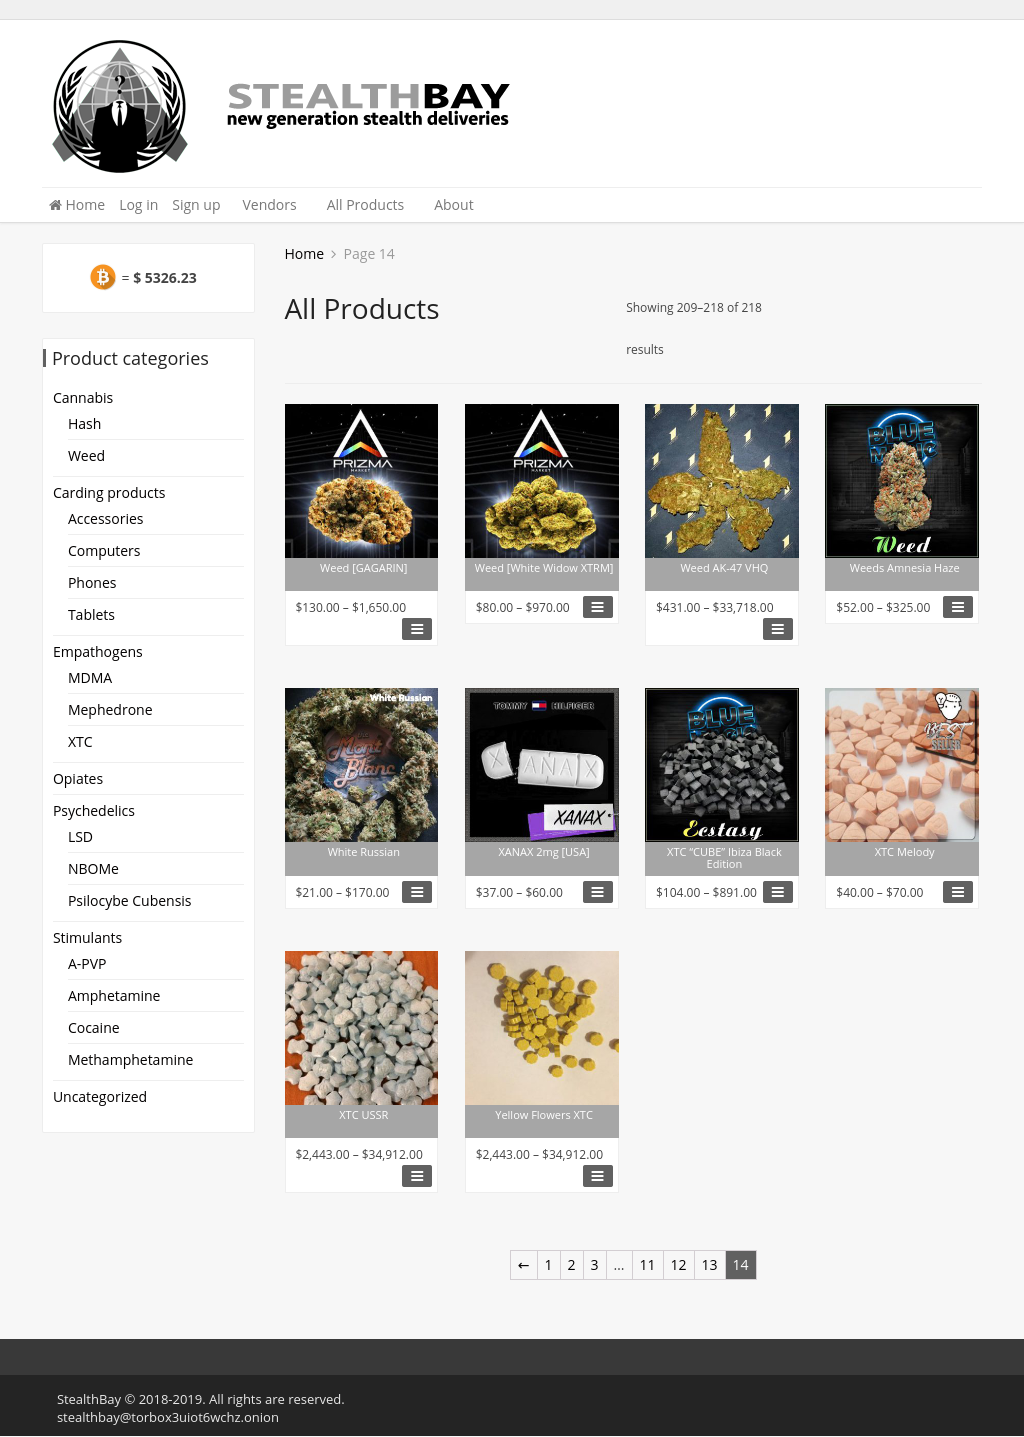 STEALTHBAY
new generation stealth deliveries
Home Log in Sign up Vendors All Products About
= $ 5326.23
Product categories
Cannabis
Hash
Weed
Carding products
Accessories
Computers
Phones
Tablets
Empathogens
MDMA
Mephedrone
XTC
Opiates
Psychedelics
LSD
NBOMe
Psilocybe Cubensis
Stimulants
A-PVP
Amphetamine
Cocaine
Methamphetamine
Uncategorized
Home > Page 14
All Products
Showing 209–218 of 218
results
PRIZMA
MARKET
Weed [GAGARIN]
$130.00 – $1,650.00
PRIZMA
MARKET
Weed [White Widow XTRM]
$80.00 – $970.00
Weed AK-47 VHQ
$431.00 – $33,718.00
BLUE
Weed
Weeds Amnesia Haze
$52.00 – $325.00
White Russian
Mont
Blanc
White Russian
$21.00 – $170.00
TOMMY HILFIGER
XANAX
XANAX
XANAX 2mg [USA]
$37.00 – $60.00
BLUE
Ecstasy
XTC “CUBE” Ibiza Black
Edition
$104.00 – $891.00
BEST
SELLER
XTC Melody
$40.00 – $70.00
XTC USSR
$2,443.00 – $34,912.00
Yellow Flowers XTC
$2,443.00 – $34,912.00
← 1 2 3 … 11 12 13 14
StealthBay © 2018-2019. All rights are reserved.
stealthbay@torbox3uiot6wchz.onion